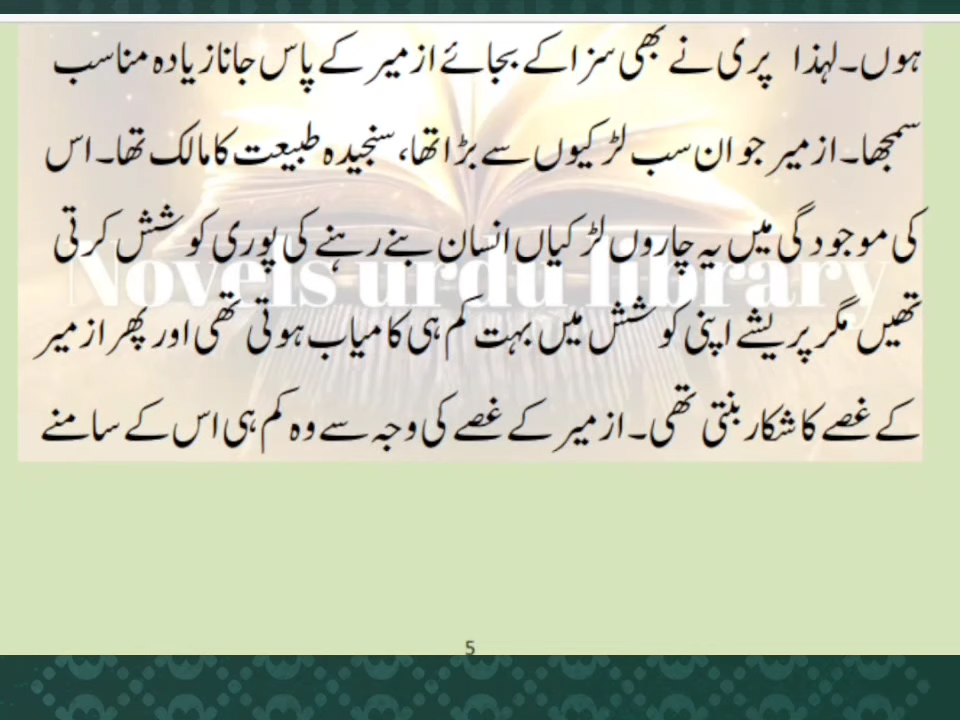 ہوں۔لہذا پری نے بھی سزا کے بجائے ازمیر کے پاس جانا زیادہ مناسب
سمجھا۔ازمیر جو ان سب لڑکیوں سے بڑا تھا، سنجیدہ طبیعت کا مالک تھا۔اس
کی موجودگی میں یہ چاروں لڑکیاں انسان بنے رہنے کی پوری کوشش کرتی
Novels urdu library
تھیں مگر پریشے اپنی کوشش میں بہت کم ہی کامیاب ہوتی تھی اور پھر ازمیر
کے غصے کا شکار بنتی تھی۔ازمیر کے غصے کی وجہ سے وہ کم ہی اس کے سامنے
5